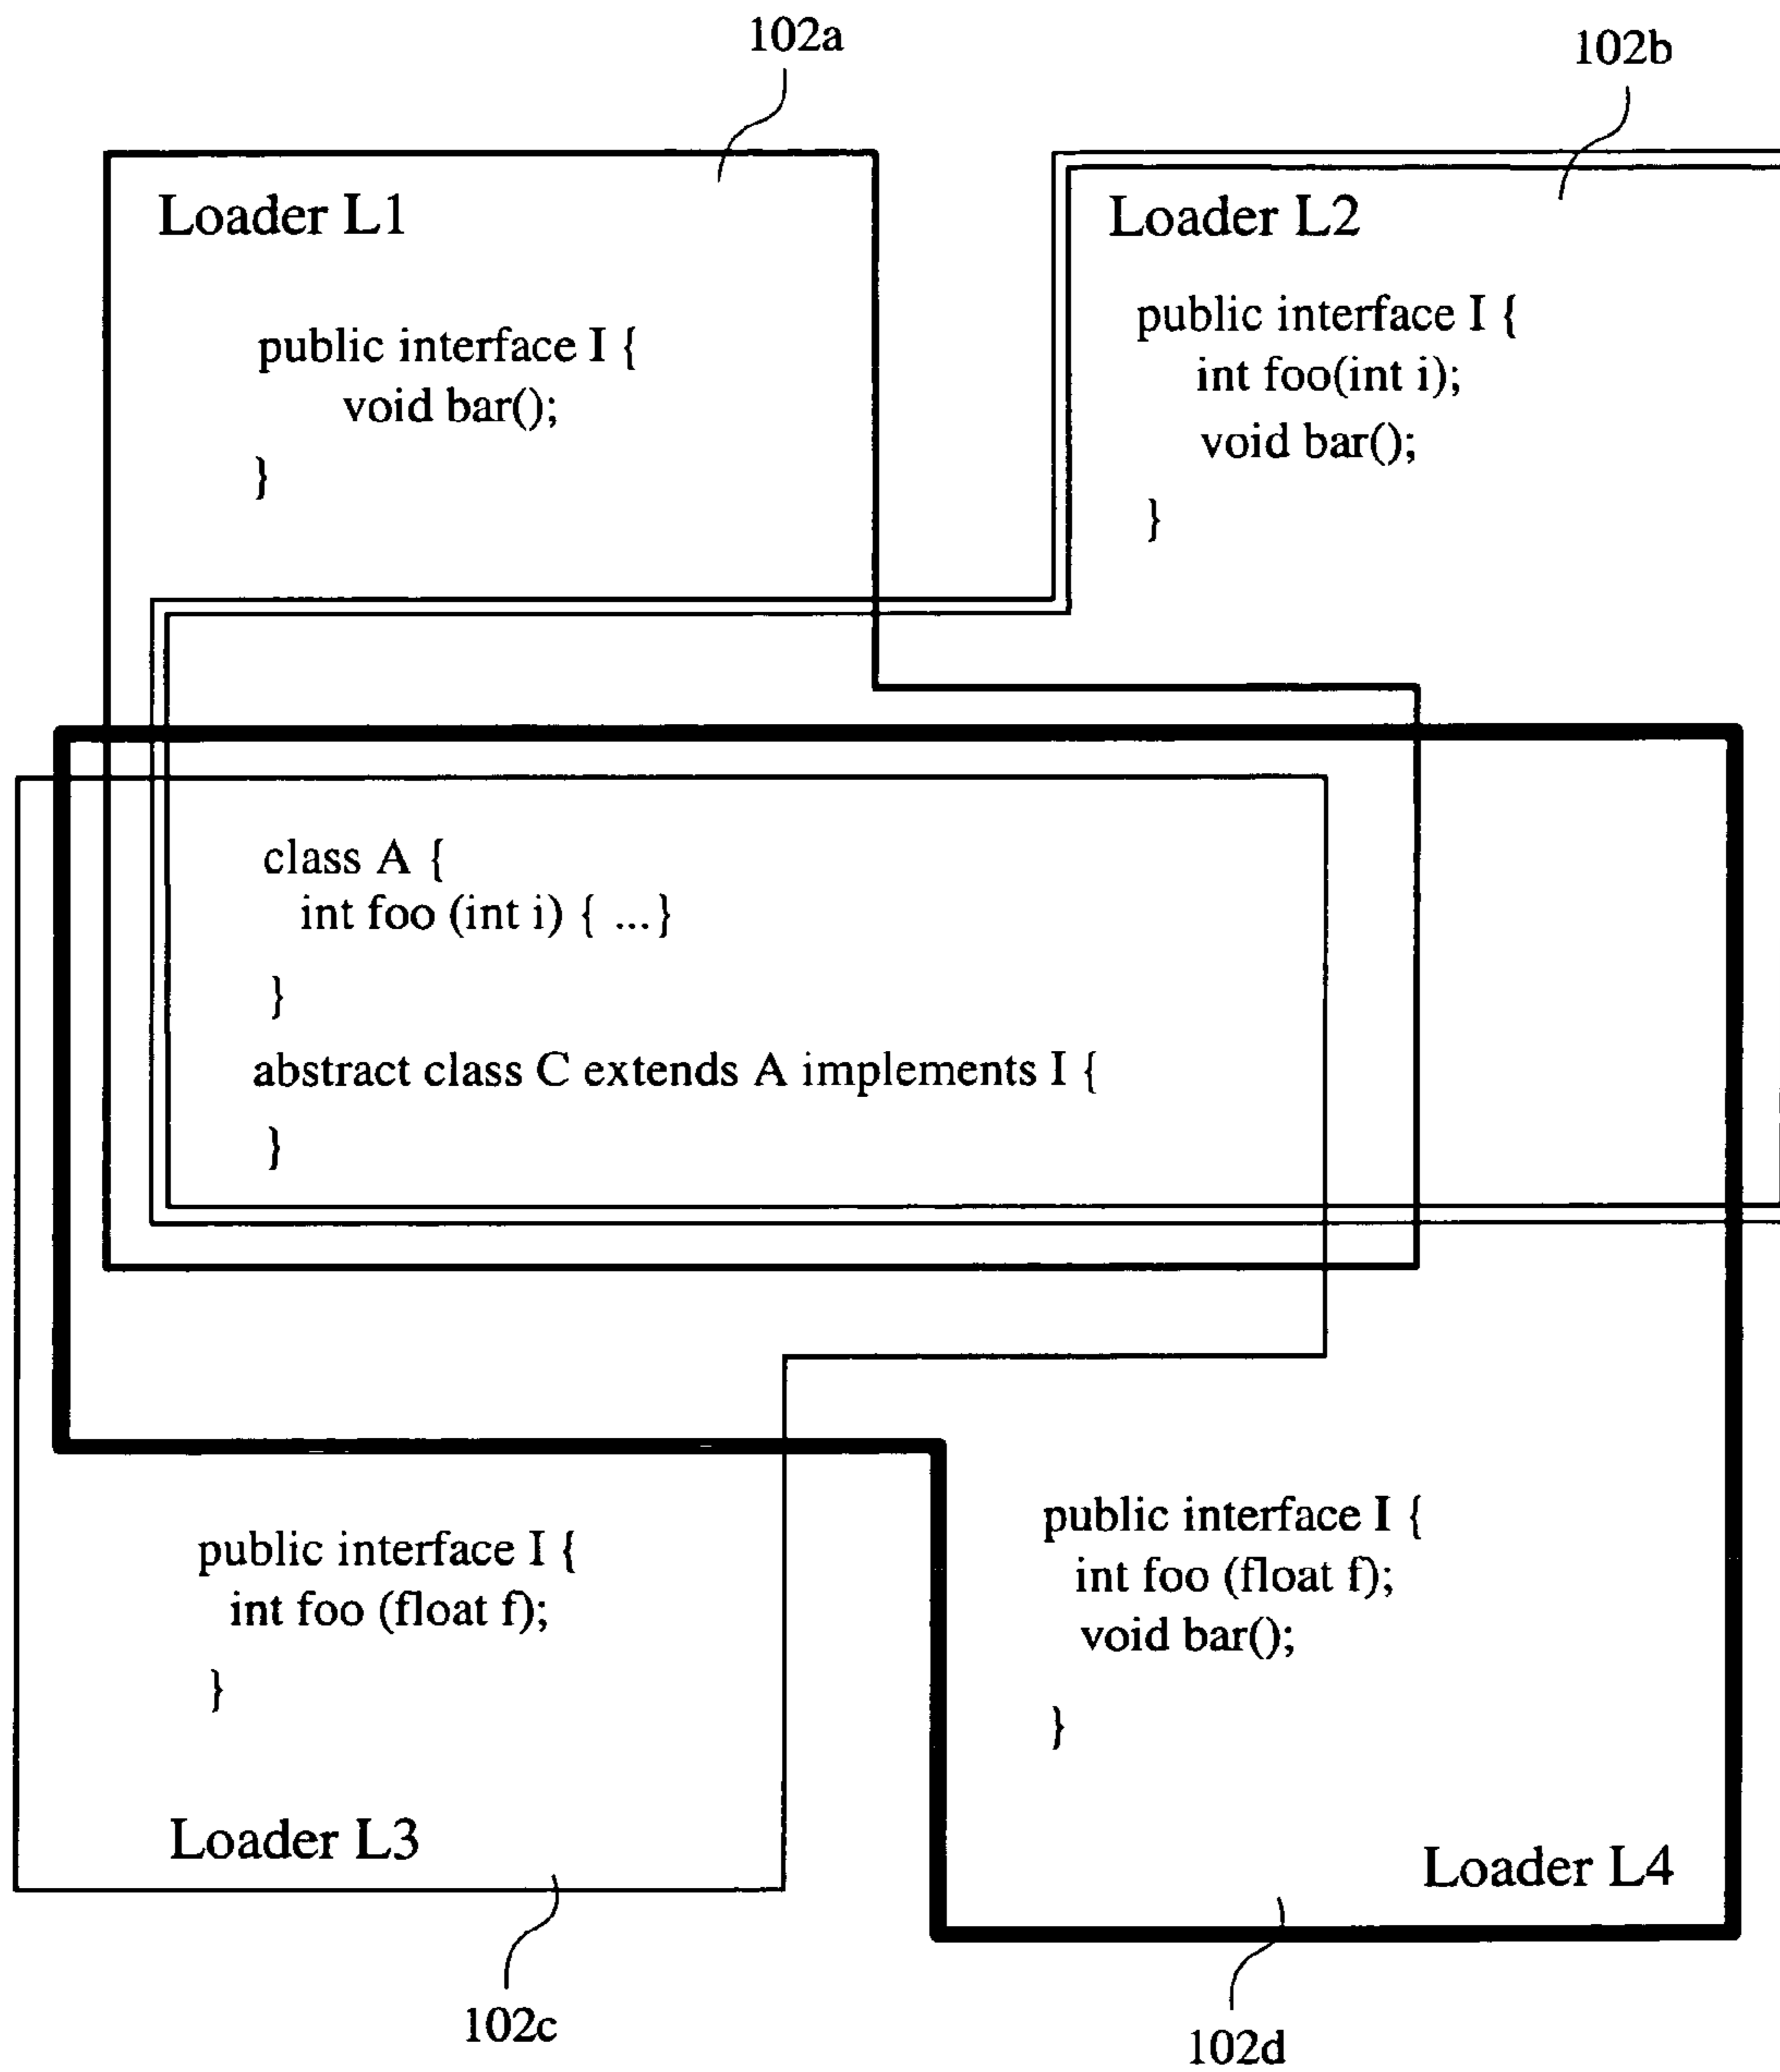 102a
102b
Loader L1
public interface I {
void bar();
}
Loader L2
public interface I {
int foo(int i);
void bar();
}
class A {
int foo (int i) { ...}
}
abstract class C extends A implements I {
}
public interface I {
int foo (float f);
}
Loader L3
public interface I {
int foo (float f);
void bar();
}
Loader L4
102c
102d